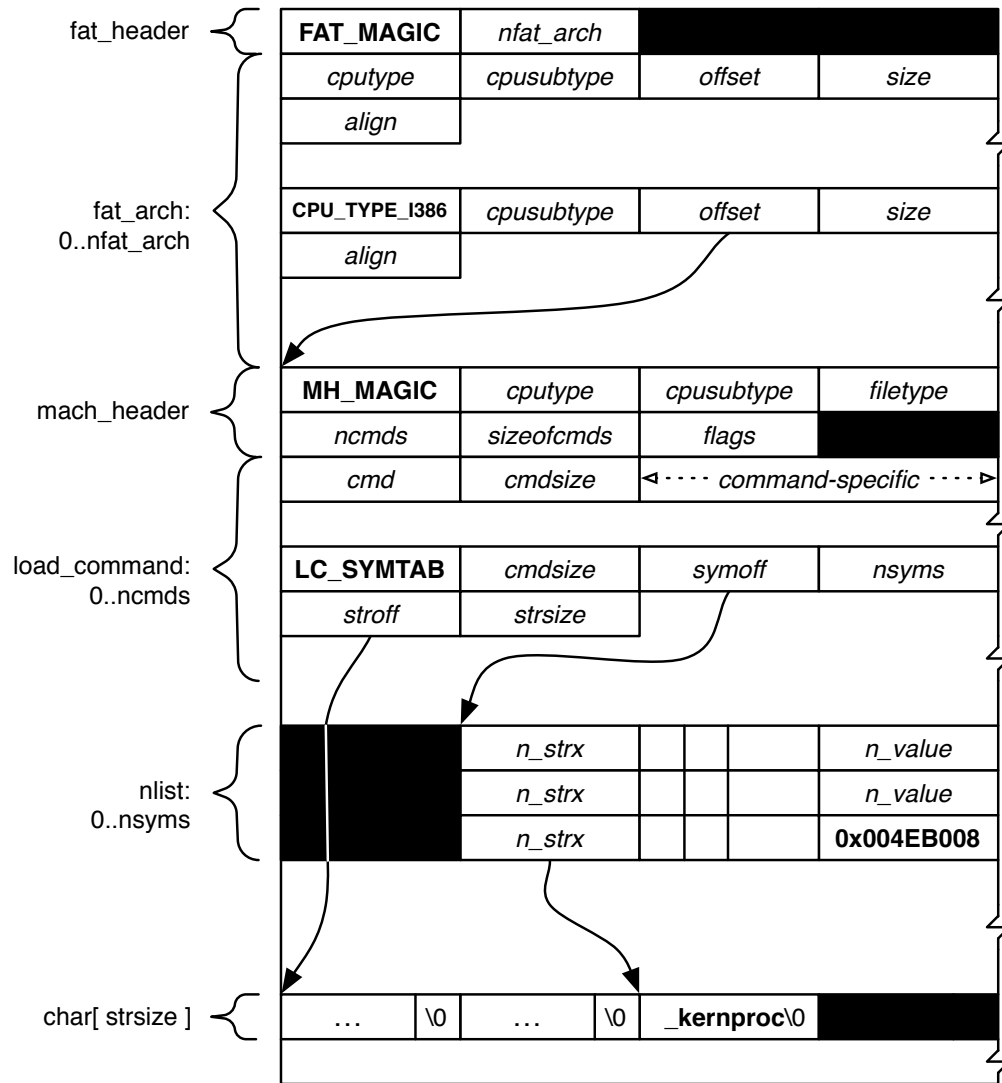 fat_header
FAT_MAGIC nfat_arch
cputype cpusubtype offset size
align
fat_arch:
0..nfat_arch
CPU_TYPE_I386 cpusubtype offset size
align
mach_header
MH_MAGIC cputype cpusubtype filetype
ncmds sizeofcmds flags
cmd cmdsize command-specific
load_command:
0..ncmds
LC_SYMTAB cmdsize symoff nsyms
stroff strsize
nlist:
0..nsyms
n_strx n_value
n_strx n_value
n_strx 0x004EB008
char[ strsize ]
... \0 ... \0 _kernproc\0